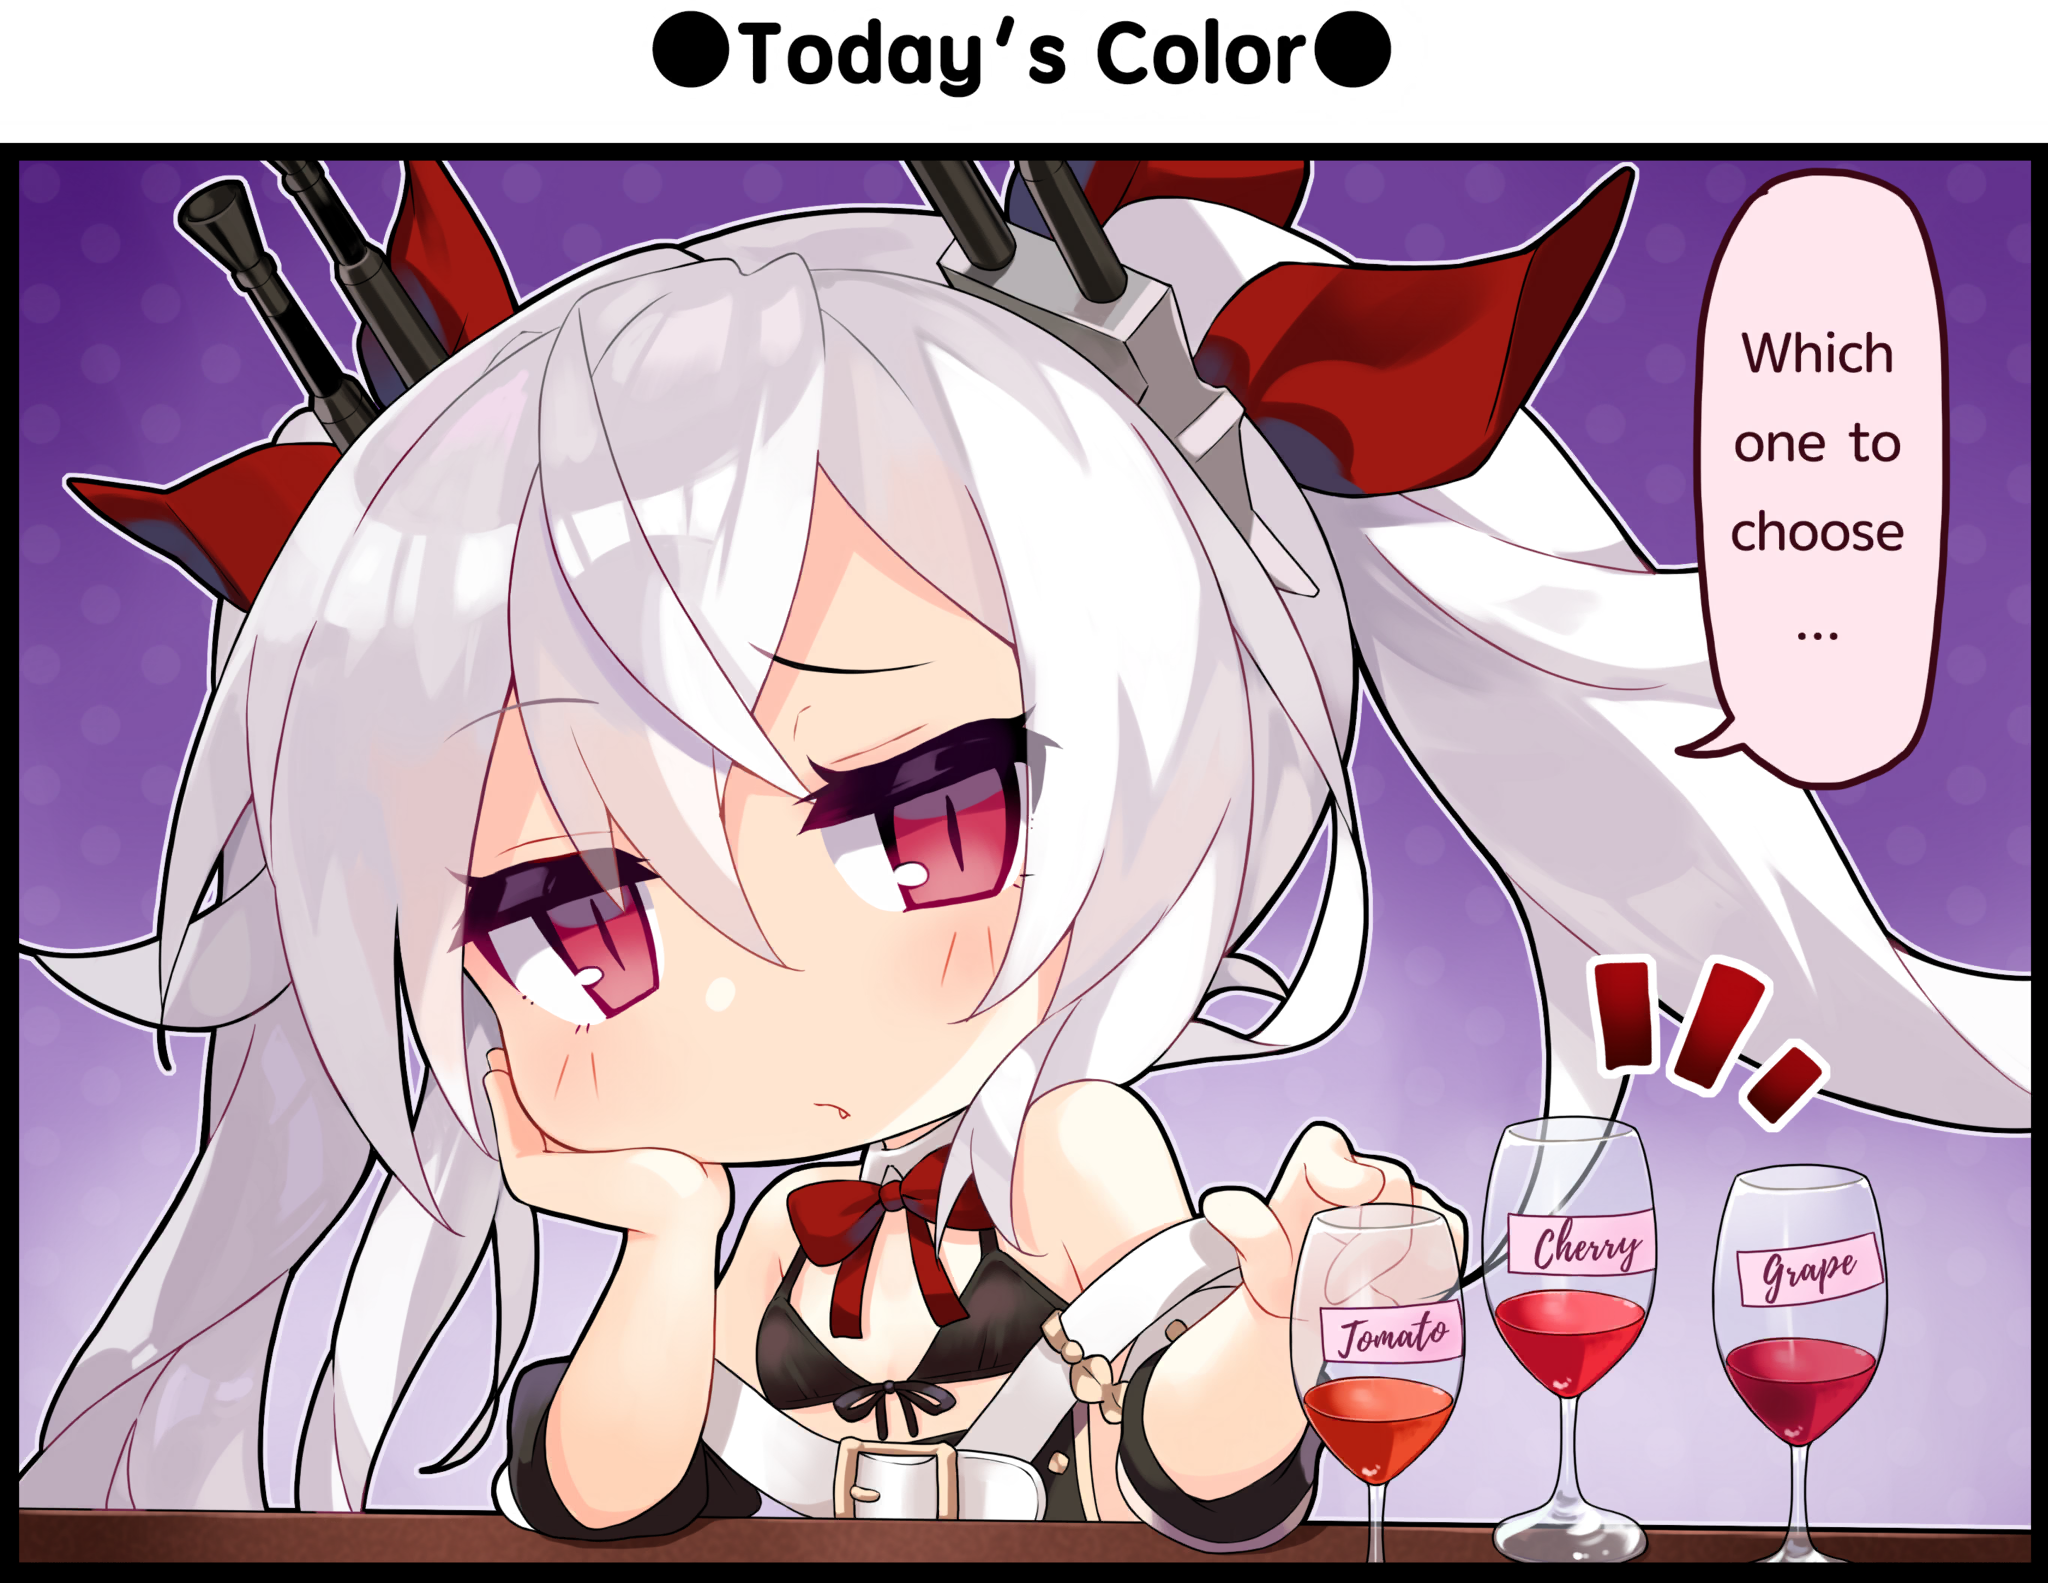 ●Today's Color●
Which
one to
choose
...
Cherry
Grape
Tomato